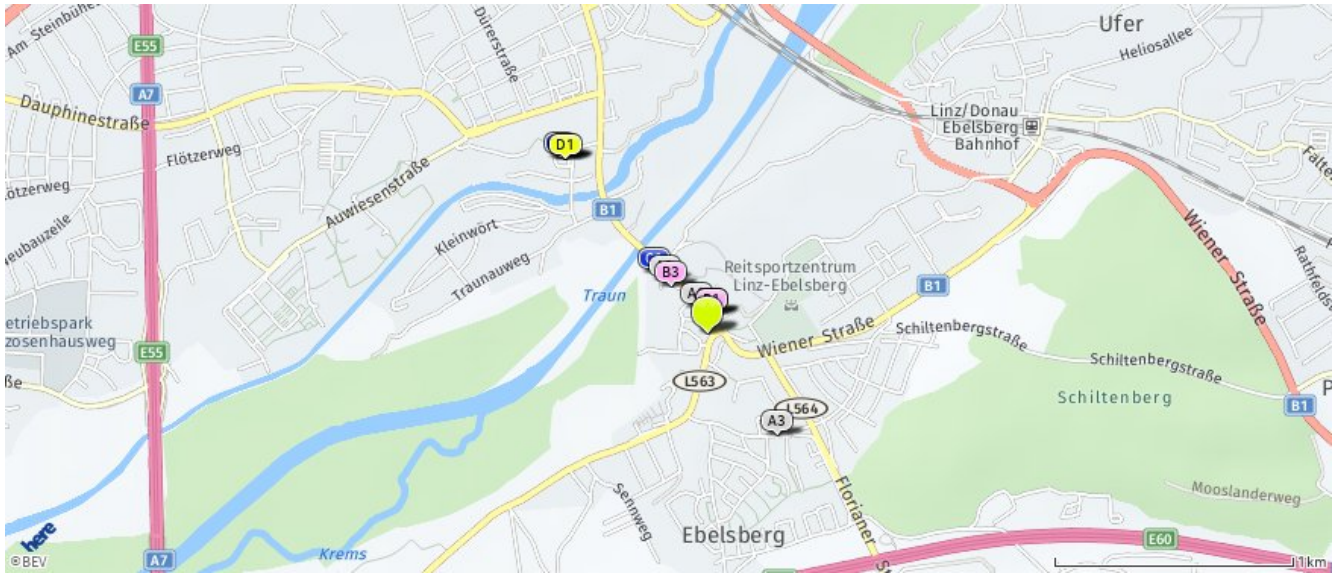 Am Steinbühel
E55
A7
Dürerstraße
Dauphinestraße
Flötzerweg
Auwiesenstraße
D1
B1
Kleinwört
Traunauweg
Traun
B3
Reitsportzentrum
Linz-Ebelsberg
Ufer
Heliosallee
Linz/Donau
Ebelsberg
Bahnhof
Wiener Straße
Wiener Straße
B1
Schiltenbergstraße
Schiltenbergstraße
Schiltenberg
B1
E55
L563
A3
L564
Florianer
Sennweg
Ebelsberg
Mooslanderweg
E60
Krems
A7
here
©BEV
1km